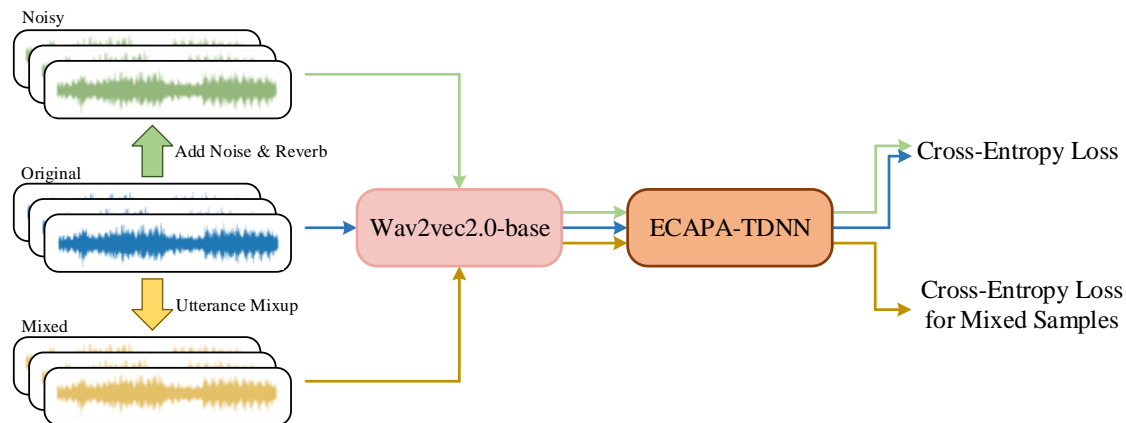 Noisy
Add Noise & Reverb
Original
Utterance Mixup
Mixed
Wav2vec2.0-base
ECAPA-TDNN
Cross-Entropy Loss
Cross-Entropy Loss
for Mixed Samples